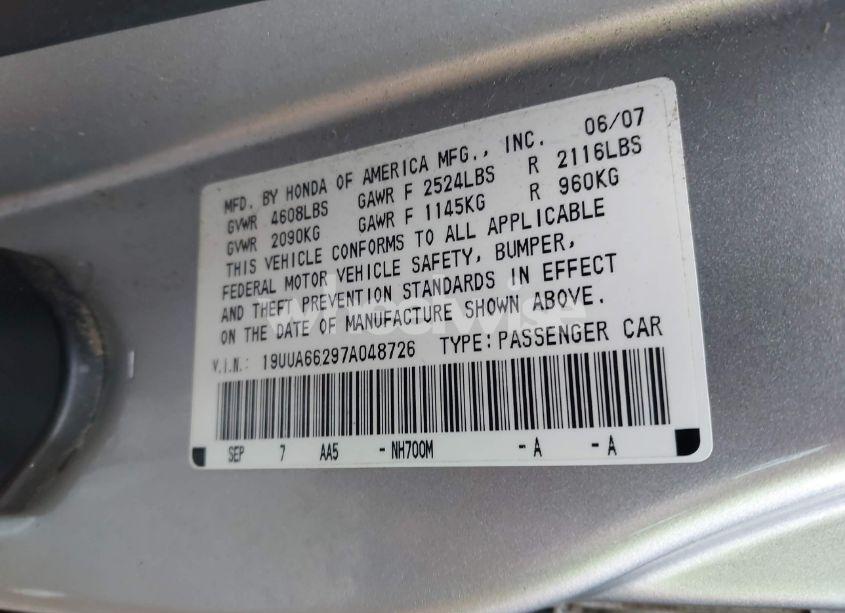 MFD. BY HONDA OF AMERICA MFG., INC. 06/07
GVWR 4608LBS GAWR F 2524LBS R 2116LBS
GVWR 2090KG GAWR F 1145KG R 960KG
THIS VEHICLE CONFORMS TO ALL APPLICABLE
FEDERAL MOTOR VEHICLE SAFETY, BUMPER,
AND THEFT PREVENTION STANDARDS IN EFFECT
ON THE DATE OF MANUFACTURE SHOWN ABOVE.
wheelwise
V.I.N.: 19UUA66297A048726 TYPE: PASSENGER CAR
SEP 7 AA5 - NH700M - A - A